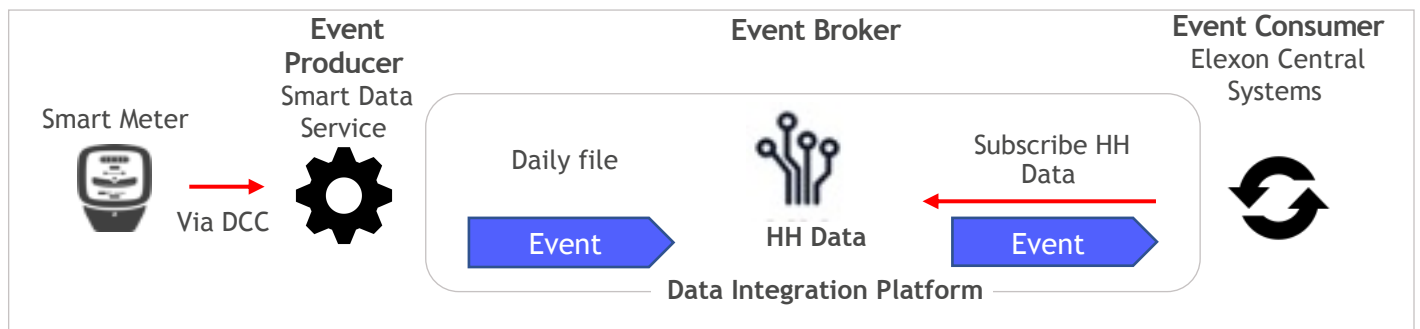 Event
Producer
Smart Data
Service
Event Broker
Event Consumer
Elexon Central
Systems
Smart Meter
Via DCC
Daily file
Event
HH Data
Subscribe HH
Data
Event
Data Integration Platform